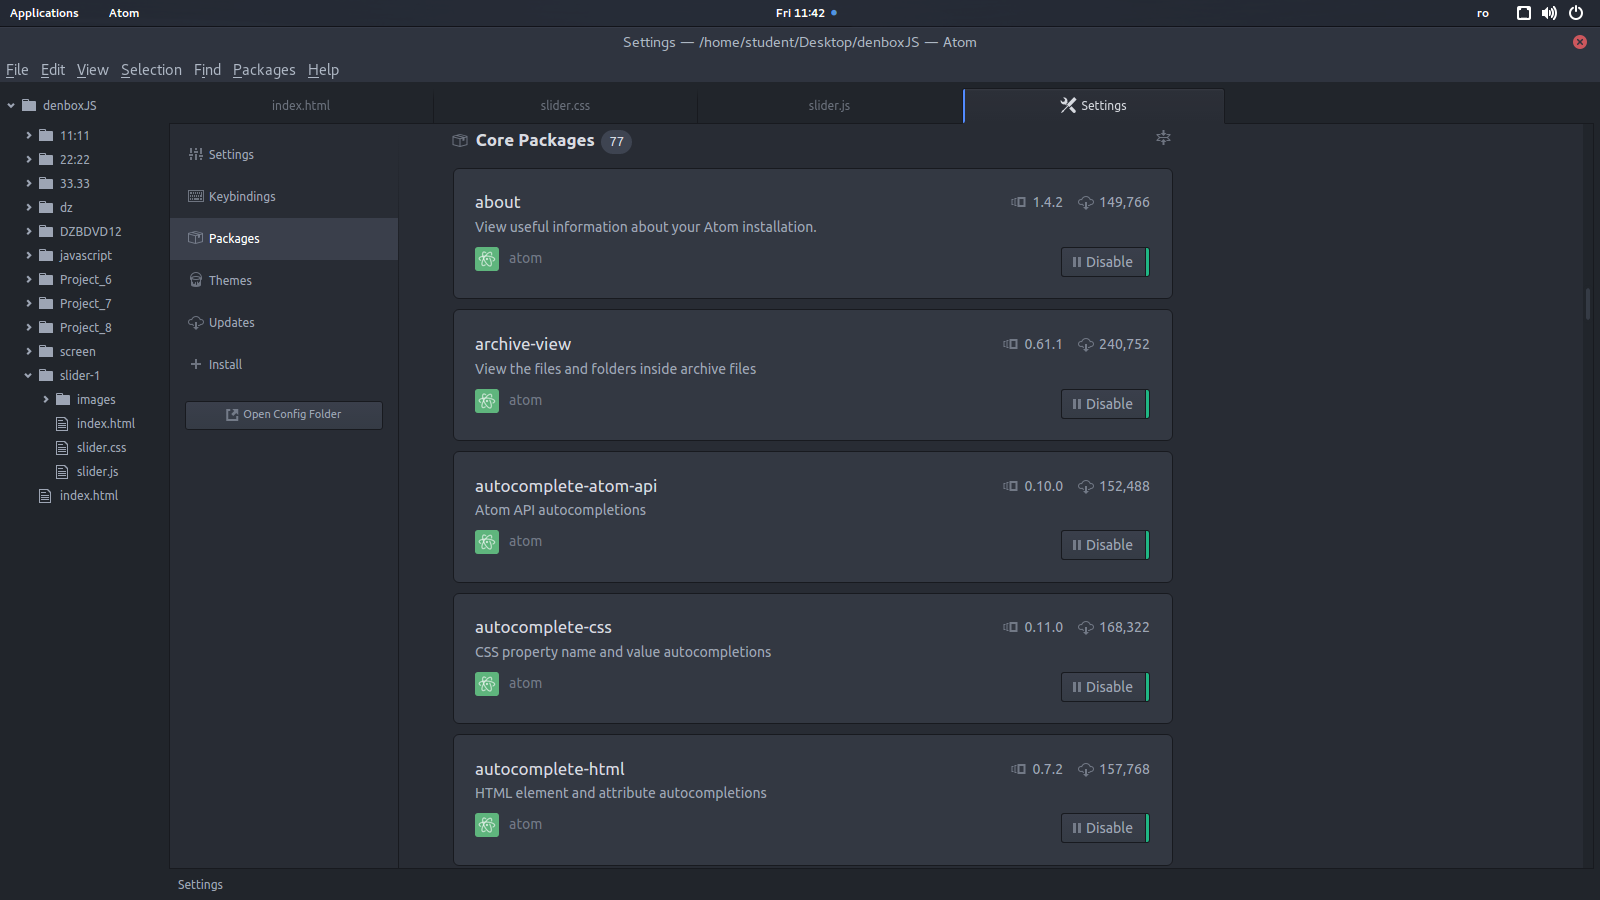 Applications Atom Fri 11:42 ro
Settings — /home/student/Desktop/denboxJS — Atom
File Edit View Selection Find Packages Help
denboxJS
11:11
22:22
33.33
dz
DZBDVD12
javascript
Project_6
Project_7
Project_8
screen
slider-1
images
index.html
slider.css
slider.js
index.html
index.html slider.css slider.js Settings
Settings
Keybindings
Packages
Themes
Updates
Install
Open Config Folder
Core Packages 77
about 1.4.2 149,766
View useful information about your Atom installation.
atom Disable
archive-view 0.61.1 240,752
View the files and folders inside archive files
atom Disable
autocomplete-atom-api 0.10.0 152,488
Atom API autocompletions
atom Disable
autocomplete-css 0.11.0 168,322
CSS property name and value autocompletions
atom Disable
autocomplete-html 0.7.2 157,768
HTML element and attribute autocompletions
atom Disable
Settings